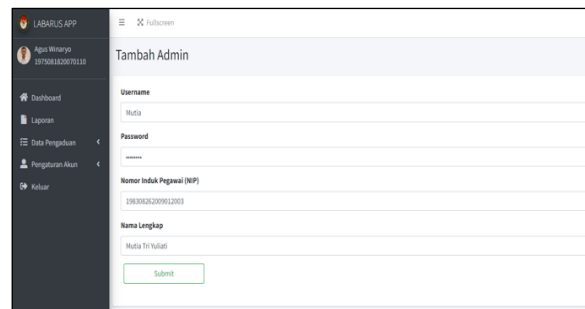 LABARUS APP
Fullscreen
Agus Winaryo
1975081820070110
Tambah Admin
Dashboard
Laporan
Data Pengaduan
Pengaturan Akun
Keluar
Username
Mutia
Password
••••••••
Nomor Induk Pegawai (NIP)
198308262009012003
Nama Lengkap
Mutia Tri Yuliati
Submit